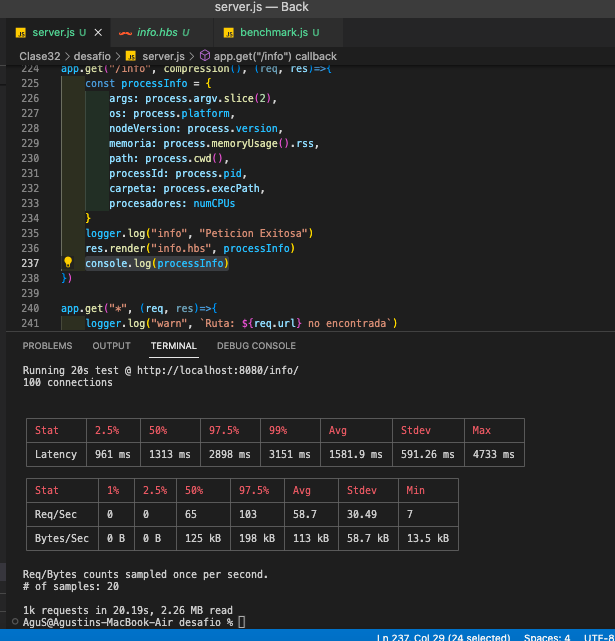 server.js — Back
server.js U × info.hbs U benchmark.js U
Clase32 > desafio > server.js > app.get("/info") callback
224 app.get("/info", compression(), (req, res)=>{
225 const processInfo = {
226 args: process.argv.slice(2),
227 os: process.platform,
228 nodeVersion: process.version,
229 memoria: process.memoryUsage().rss,
230 path: process.cwd(),
231 processId: process.pid,
232 carpeta: process.execPath,
233 procesadores: numCPUs
234 }
235 logger.log("info", "Peticion Exitosa")
236 res.render("info.hbs", processInfo)
237 console.log(processInfo)
238 })
239
240 app.get("*", (req, res)=>{
241 logger.log("warn", `Ruta: ${req.url} no encontrada`)
PROBLEMS OUTPUT TERMINAL DEBUG CONSOLE
Running 20s test @ http://localhost:8080/info/
100 connections
Stat 2.5% 50% 97.5% 99% Avg Stdev Max
Latency 961 ms 1313 ms 2898 ms 3151 ms 1581.9 ms 591.26 ms 4733 ms
Stat 1% 2.5% 50% 97.5% Avg Stdev Min
Req/Sec 0 0 65 103 58.7 30.49 7
Bytes/Sec 0 B 0 B 125 kB 198 kB 113 kB 58.7 kB 13.5 kB
Req/Bytes counts sampled once per second.
# of samples: 20
1k requests in 20.19s, 2.26 MB read
AguS@Agustins-MacBook-Air desafio %
Ln 237, Col 29 (24 selected) Spaces: 4 UTF-8